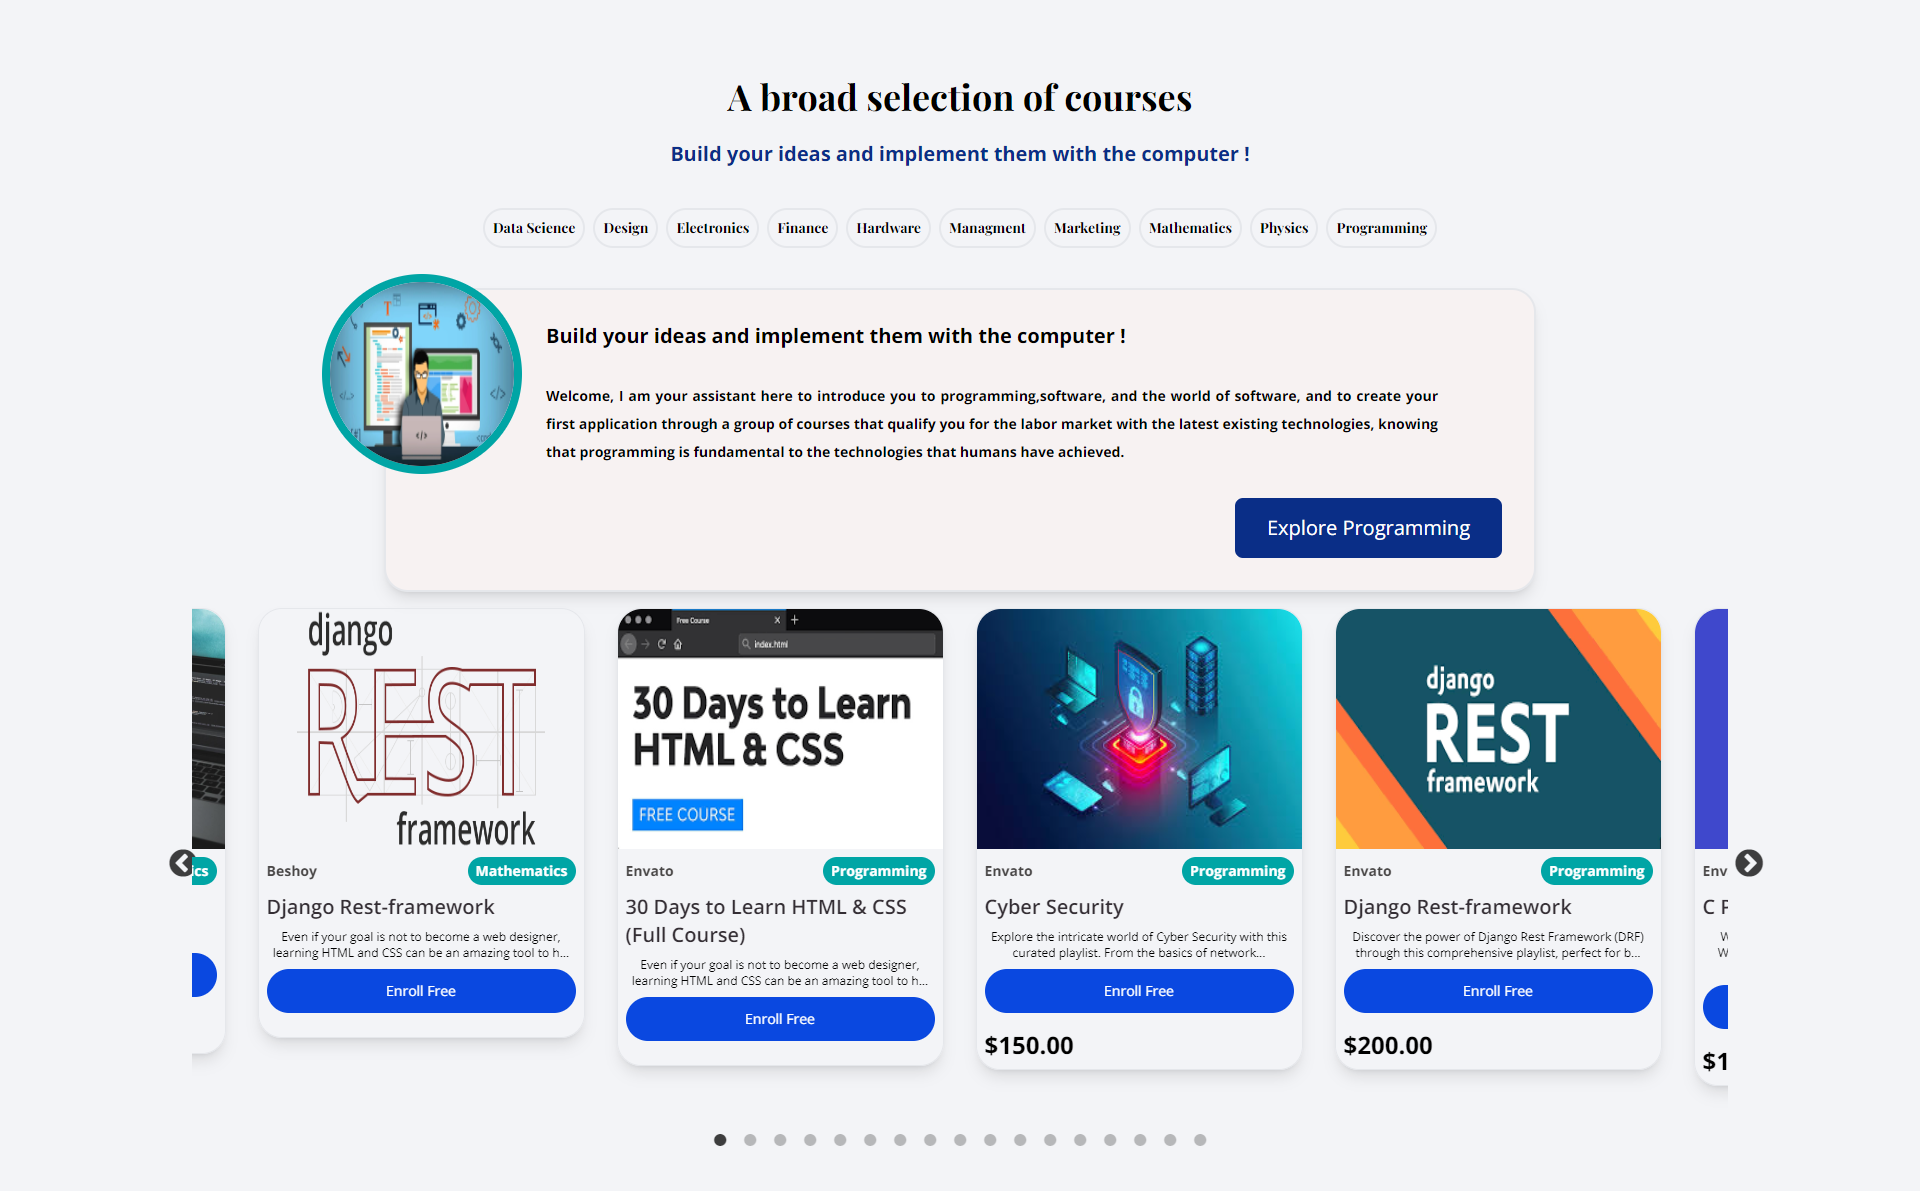 A broad selection of courses
Build your ideas and implement them with the computer !
Data Science Design Electronics Finance Hardware Managment Marketing Mathematics Physics Programming
Build your ideas and implement them with the computer !
Welcome, I am your assistant here to introduce you to programming,software, and the world of software, and to create your
first application through a group of courses that qualify you for the labor market with the latest existing technologies, knowing
that programming is fundamental to the technologies that humans have achieved.
Explore Programming
django
REST
framework
Free Course
index.html
30 Days to Learn
HTML & CSS
FREE COURSE
django
REST
framework
cs
Beshoy
Mathematics
Django Rest-framework
Even if your goal is not to become a web designer,
learning HTML and CSS can be an amazing tool to h...
Enroll Free
Envato
Programming
30 Days to Learn HTML & CSS
(Full Course)
Even if your goal is not to become a web designer,
learning HTML and CSS can be an amazing tool to h...
Enroll Free
Envato
Programming
Cyber Security
Explore the intricate world of Cyber Security with this
curated playlist. From the basics of network...
Enroll Free
$150.00
Envato
Programming
Django Rest-framework
Discover the power of Django Rest Framework (DRF)
through this comprehensive playlist, perfect for b...
Enroll Free
$200.00
Env
C
W
$1